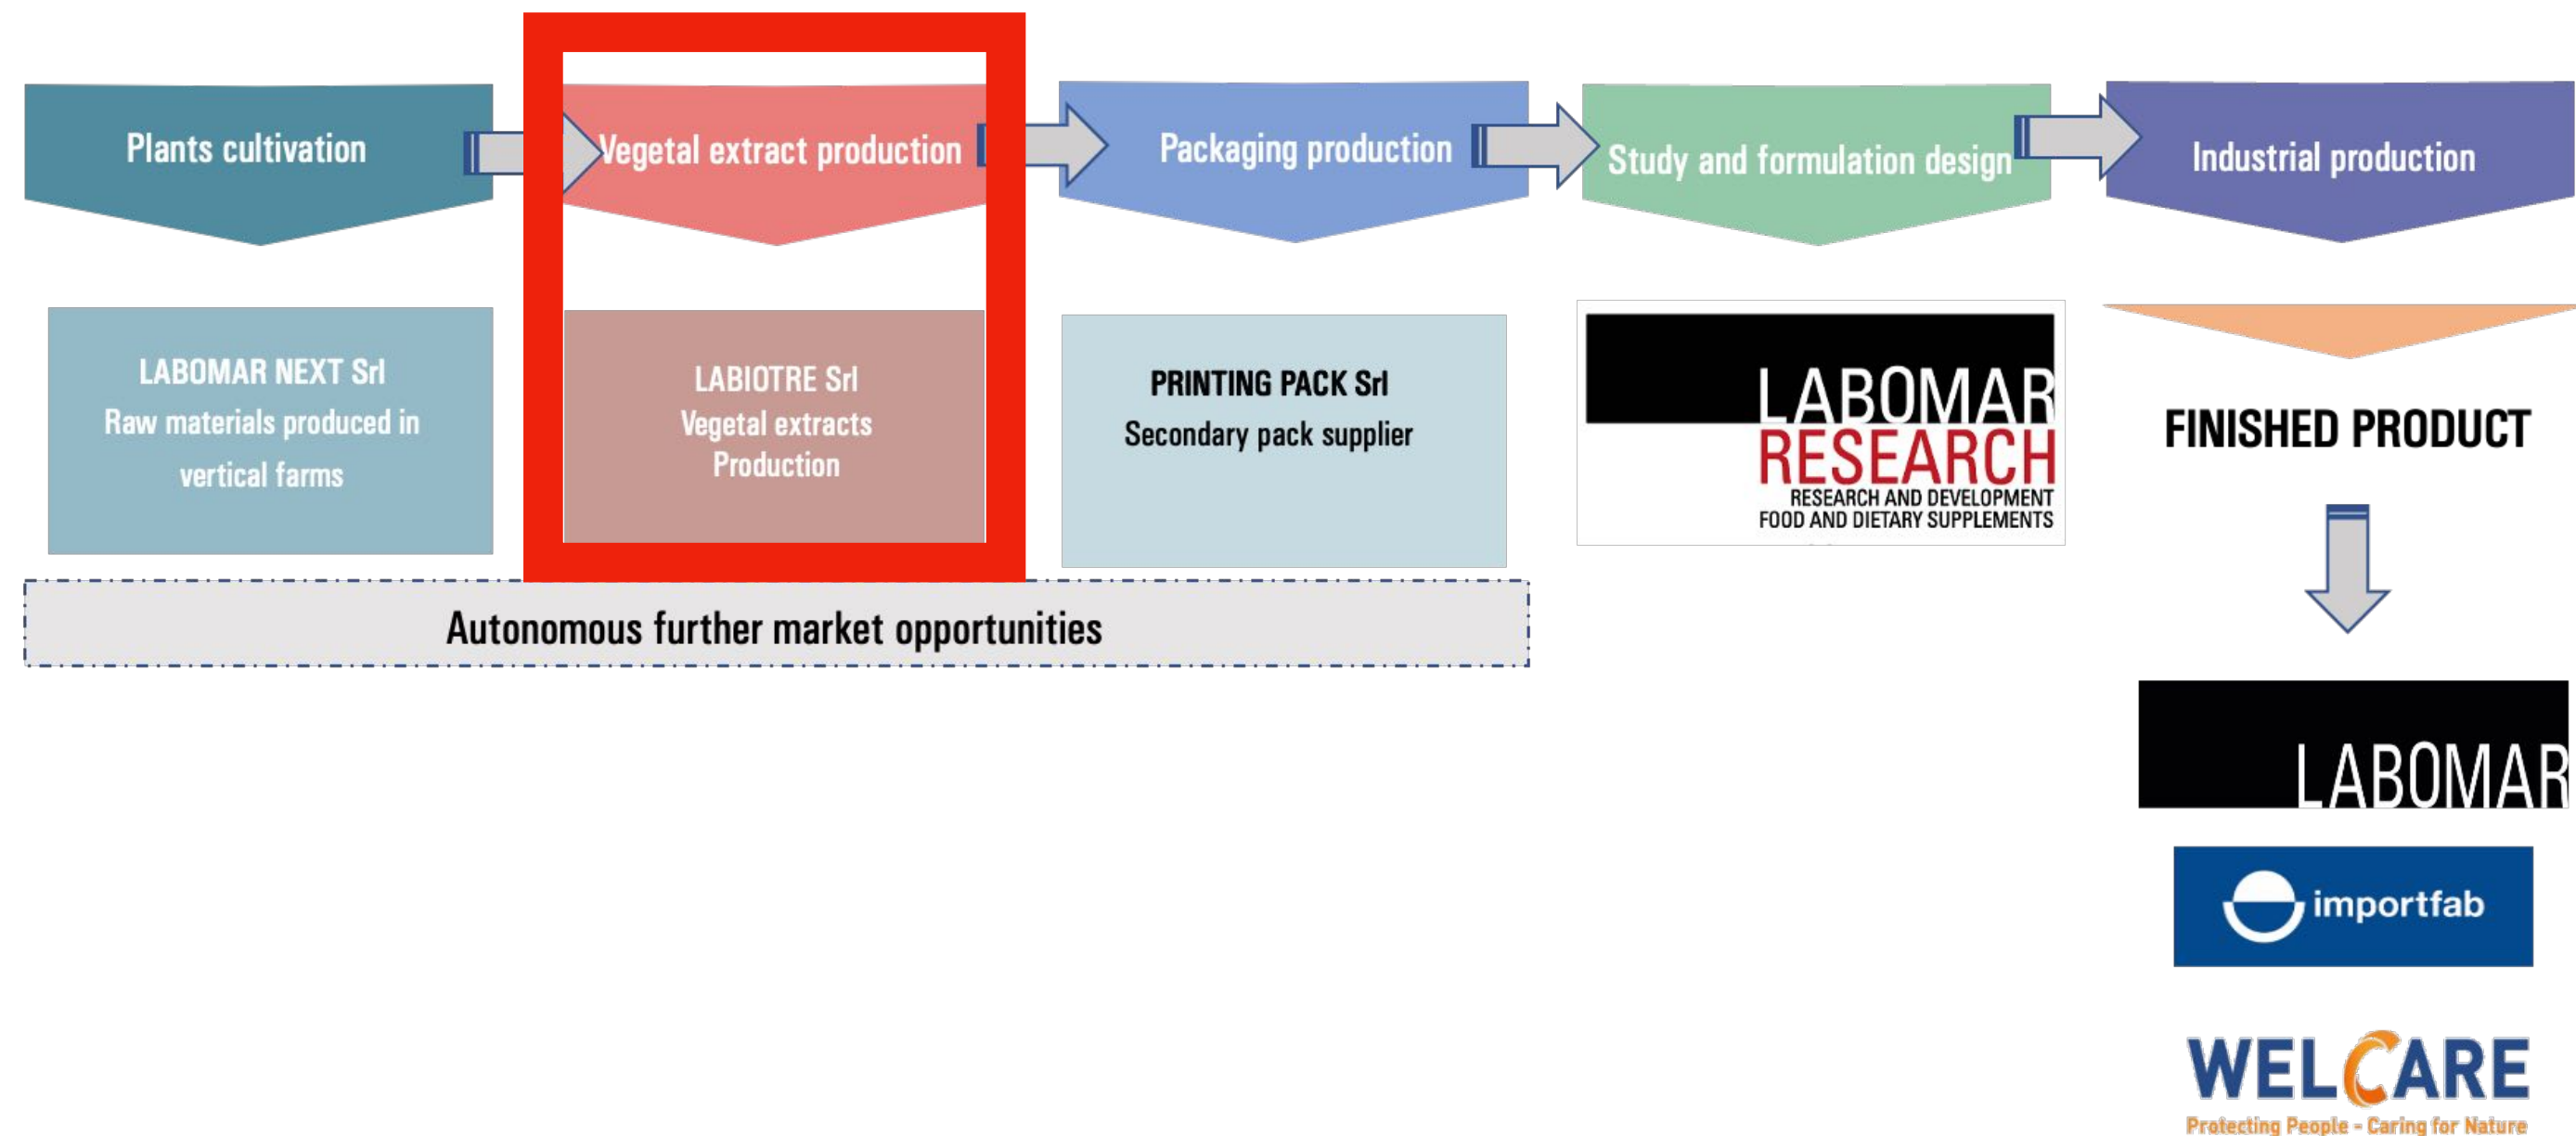 Plants cultivation
Vegetal extract production
Packaging production
Study and formulation design
Industrial production
LABOMAR NEXT Srl
Raw materials produced in
vertical farms
LABIOTRE Srl
Vegetal extracts
Production
PRINTING PACK Srl
Secondary pack supplier
LABOMAR
RESEARCH
RESEARCH AND DEVELOPMENT
FOOD AND DIETARY SUPPLEMENTS
FINISHED PRODUCT
Autonomous further market opportunities
LABOMAR
importfab
WELCARE
Protecting People - Caring for Nature